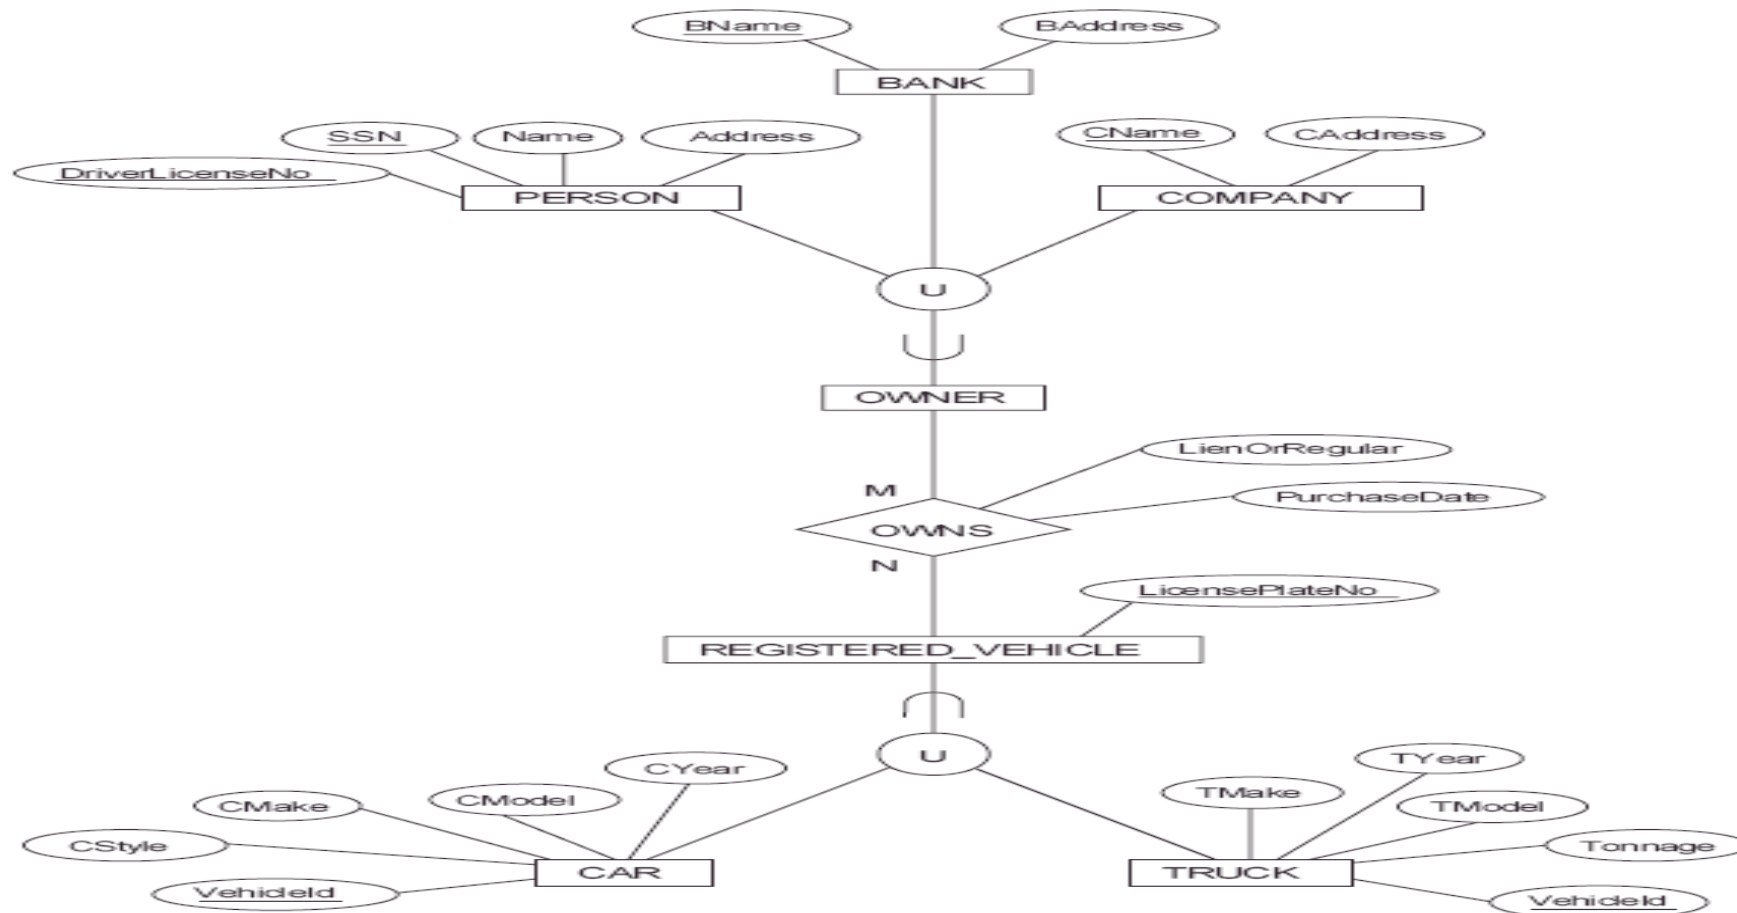 BName
BAddress
BANK
SSN
Name
Address
CName
CAddress
DriverLicenseNo
PERSON
COMPANY
U
OWNER
LienOrRegular
M
PurchaseDate
OWNS
N
LicensePlateNo
REGISTERED_VEHICLE
U
CYear
TYear
CMake
CModel
TMake
TModel
CStyle
Tonnage
CAR
TRUCK
VehicleId
VehicleId